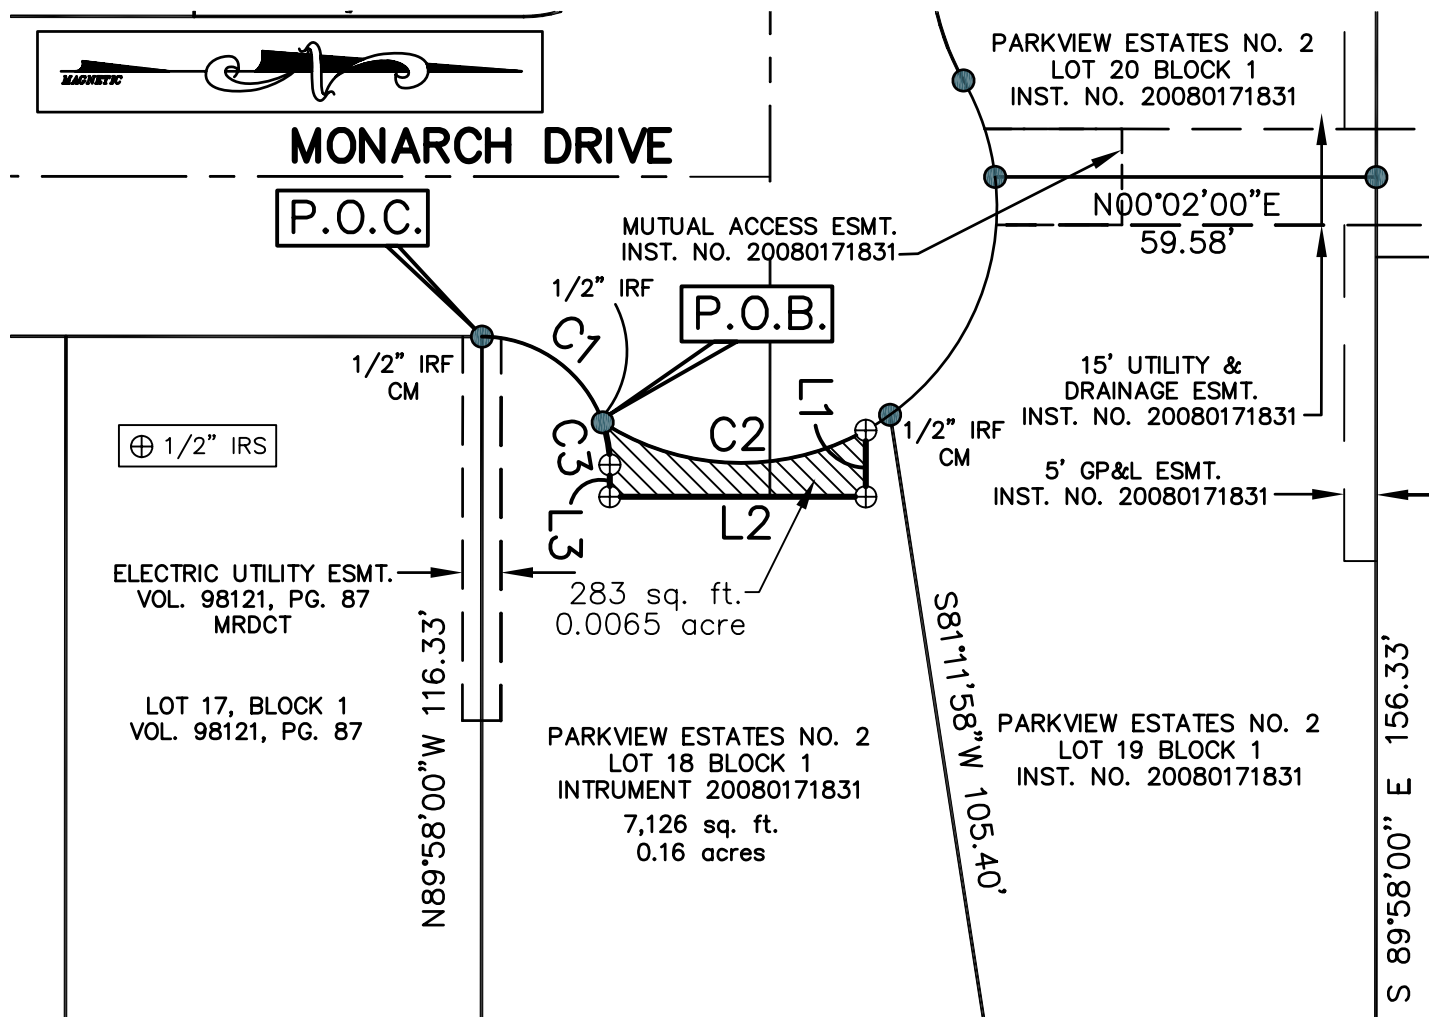 MAGNETIC
MONARCH DRIVE
P.O.C.
PARKVIEW ESTATES NO. 2
LOT 20 BLOCK 1
INST. NO. 20080171831
MUTUAL ACCESS ESMT.
INST. NO. 20080171831
N00°02'00"E
59.58'
1/2" IRF
P.O.B.
C1
1/2" IRF
CM
L1
C2
C3
L3
L2
1/2" IRF
CM
15' UTILITY &
DRAINAGE ESMT.
INST. NO. 20080171831
5' GP&L ESMT.
INST. NO. 20080171831
1/2" IRS
ELECTRIC UTILITY ESMT.
VOL. 98121, PG. 87
MRDCT
283 sq. ft.
0.0065 acre
LOT 17, BLOCK 1
VOL. 98121, PG. 87
N89°58'00"W 116.33'
PARKVIEW ESTATES NO. 2
LOT 18 BLOCK 1
INTRUMENT 20080171831
7,126 sq. ft.
0.16 acres
S81°11'58"W 105.40'
PARKVIEW ESTATES NO. 2
LOT 19 BLOCK 1
INST. NO. 20080171831
S 89°58'00" E 156.33'